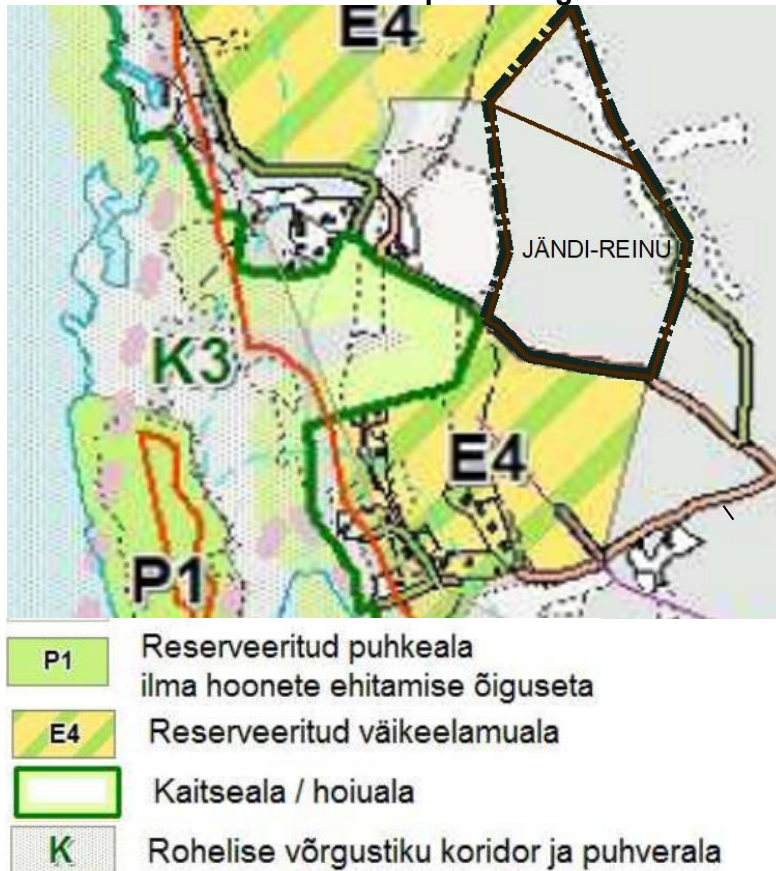 E4
JÄNDI-REINU
K3
E4
P1
P1 Reserveeritud puhkeala
ilma hoonete ehitamise õiguseta
E4 Reserveeritud väikeelamuala
Kaitseala / hoiuala
K Rohelise võrgustiku koridor ja puhverala